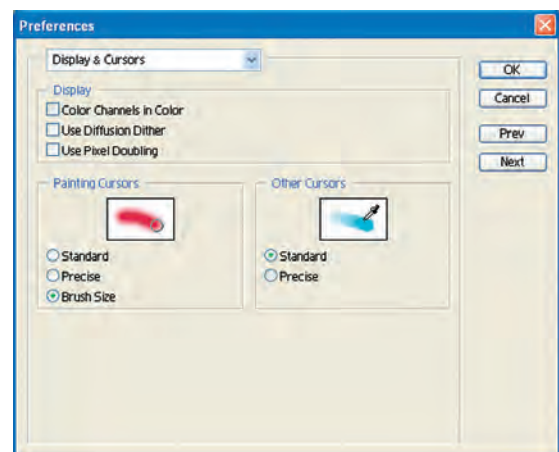 Preferences
Display & Cursors
OK
Cancel
Prev
Next
Display
Color Channels in Color
Use Diffusion Dither
Use Pixel Doubling
Painting Cursors
Standard
Precise
Brush Size
Other Cursors
Standard
Precise